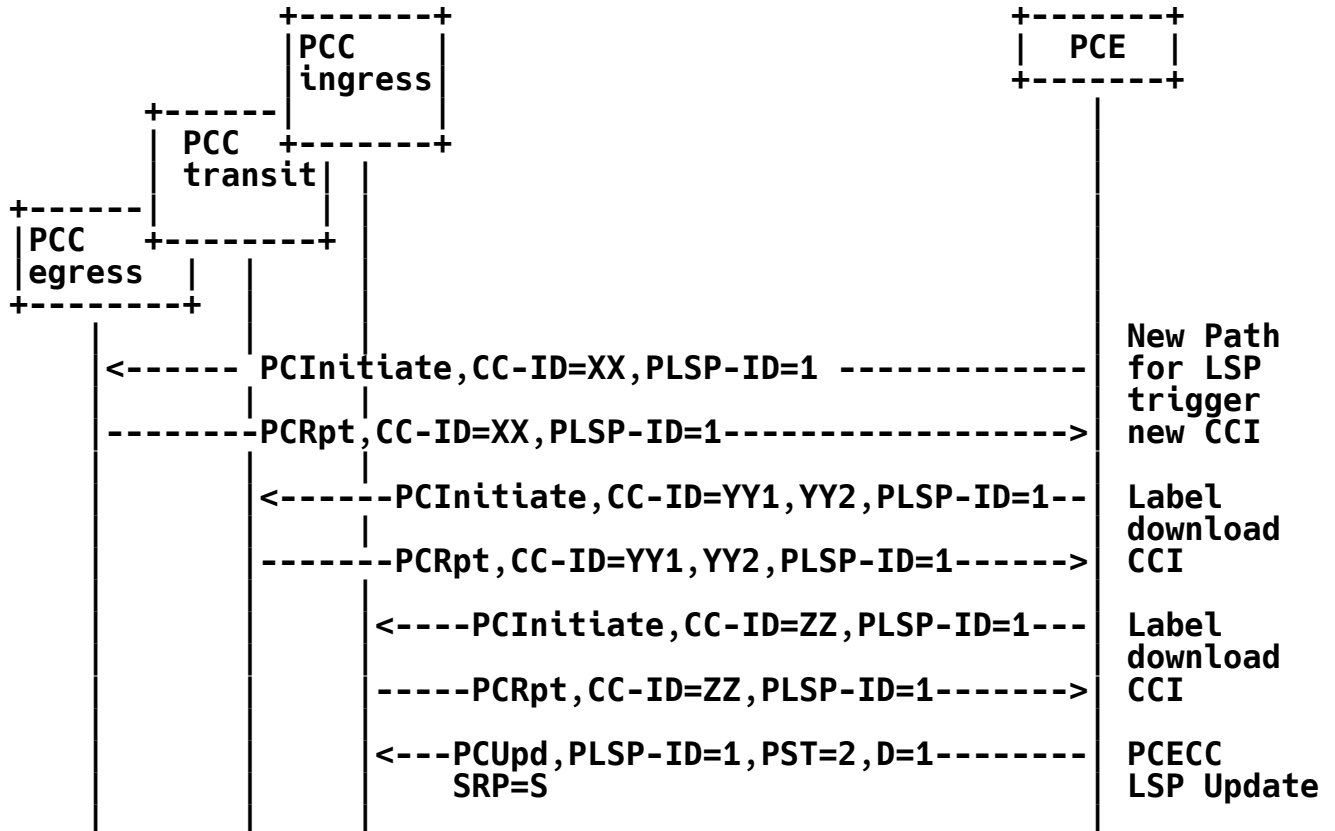 PCC
ingress
PCE
PCC
transit
PCC
egress
New Path
<------ PCInitiate,CC-ID=XX,PLSP-ID=1 ------------- for LSP
trigger
--------PCRpt,CC-ID=XX,PLSP-ID=1------------------> new CCI
<------PCInitiate,CC-ID=YY1,YY2,PLSP-ID=1-- Label
download
-------PCRpt,CC-ID=YY1,YY2,PLSP-ID=1------> CCI
<----PCInitiate,CC-ID=ZZ,PLSP-ID=1--- Label
download
-----PCRpt,CC-ID=ZZ,PLSP-ID=1-------> CCI
<---PCUpd,PLSP-ID=1,PST=2,D=1-------- PCECC
SRP=S LSP Update